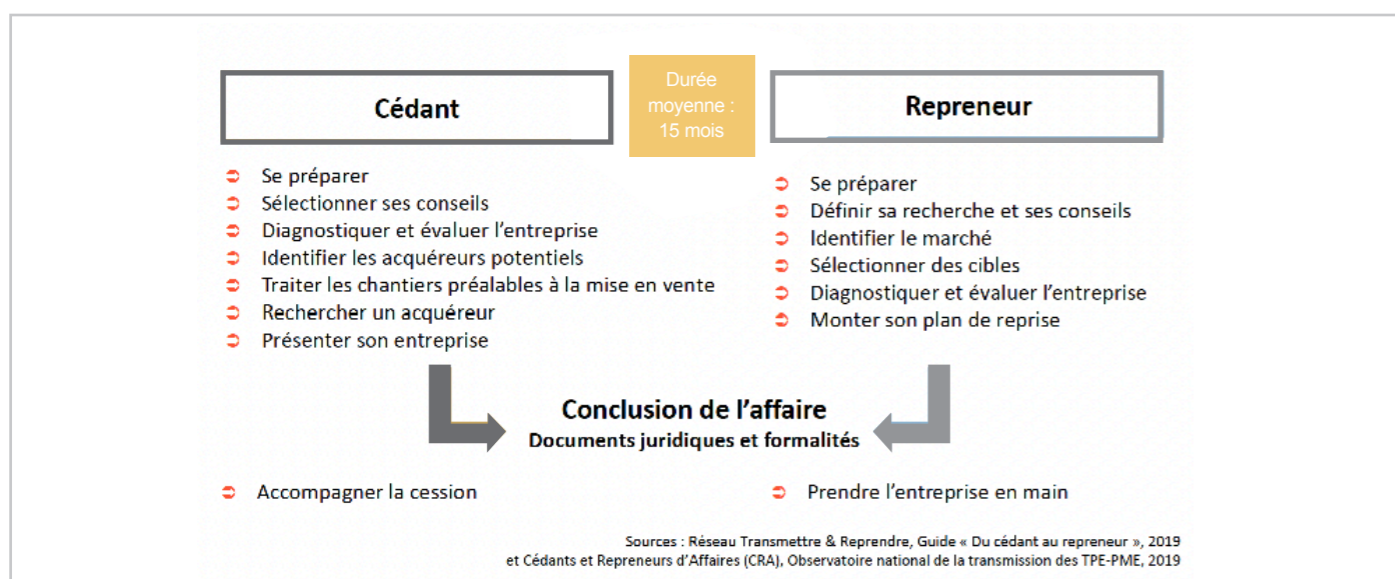 Cédant
Durée
moyenne :
15 mois
Repreneur
Se préparer
Sélectionner ses conseils
Diagnostiquer et évaluer l’entreprise
Identifier les acquéreurs potentiels
Traiter les chantiers préalables à la mise en vente
Rechercher un acquéreur
Présenter son entreprise
Se préparer
Définir sa recherche et ses conseils
Identifier le marché
Sélectionner des cibles
Diagnostiquer et évaluer l’entreprise
Monter son plan de reprise
Conclusion de l’affaire
Documents juridiques et formalités
Accompagner la cession
Prendre l’entreprise en main
Sources : Réseau Transmettre & Reprendre, Guide « Du cédant au repreneur », 2019
et Cédants et Repreneurs d’Affaires (CRA), Observatoire national de la transmission des TPE-PME, 2019